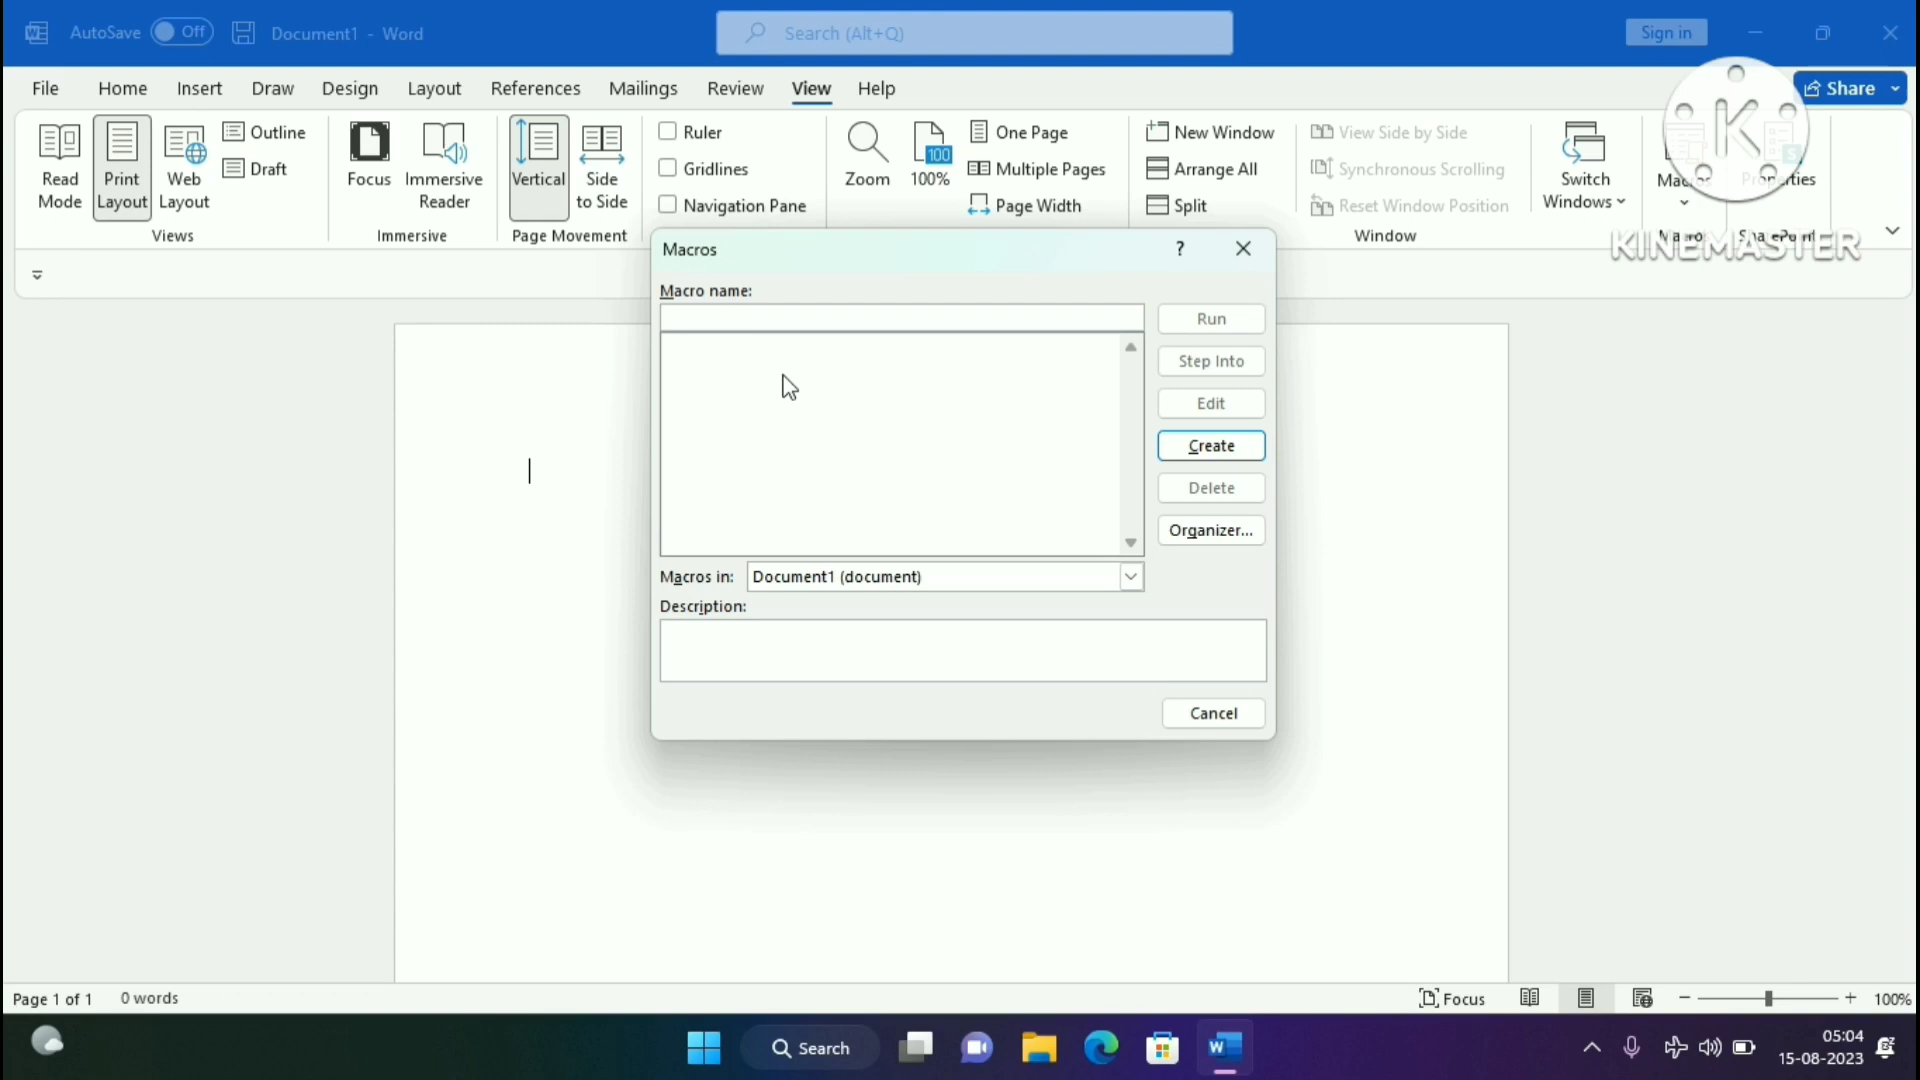 AutoSave Off Document1 - Word Search (Alt+Q) Sign in
File Home Insert Draw Design Layout References Mailings Review View Help Share
Read Mode
Print Layout
Web Layout
Outline
Draft
Views
Focus
Immersive Reader
Immersive
Vertical
Side to Side
Page Movement
Ruler
Gridlines
Navigation Pane
Zoom
100
100%
One Page
Multiple Pages
Page Width
New Window
Arrange All
Split
View Side by Side
Synchronous Scrolling
Reset Window Position
Switch Windows
Window
Macros
Properties
Macros
SharePoint
K
KINEMASTER
Macros ?
Macro name:
Run
Step Into
Edit
Create
Delete
Organizer...
Macros in: Document1 (document)
Description:
Cancel
Page 1 of 1 0 words Focus 100%
Search
05:04
15-08-2023